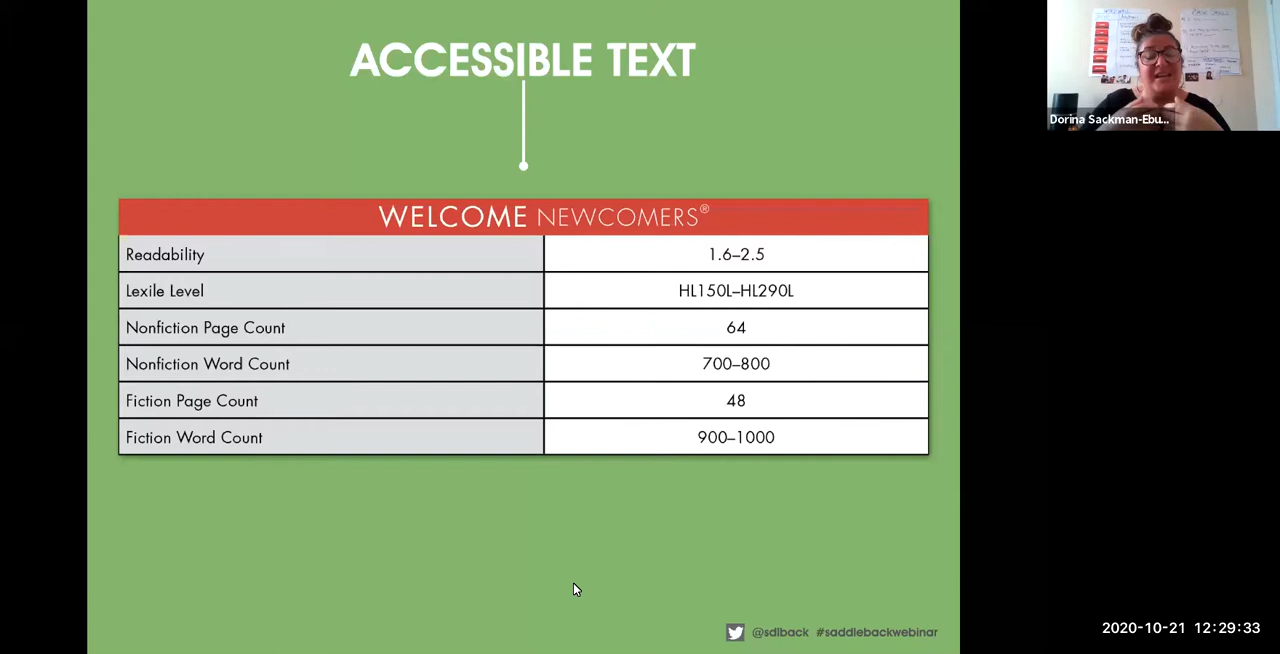 ACCESSIBLE TEXT
WELCOME NEWCOMERS®
Readability 1.6–2.5
Lexile Level HL150L–HL290L
Nonfiction Page Count 64
Nonfiction Word Count 700–800
Fiction Page Count 48
Fiction Word Count 900–1000
@sdlback #saddlebackwebinar
Dorina Sackman-Ebu...
2020-10-21 12:29:33